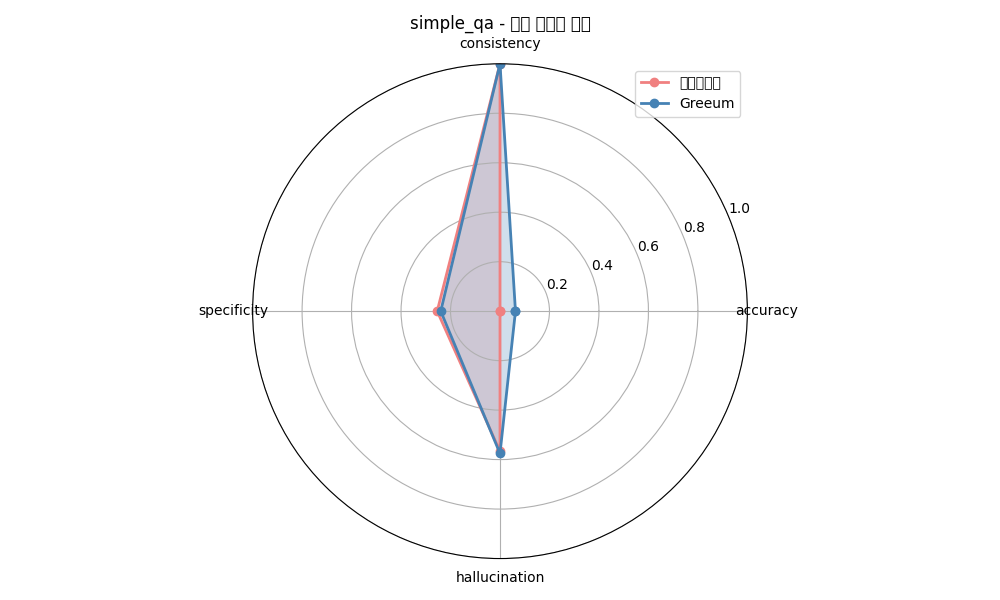 simple_qa -
consistency
Greeum
1.0
0.8
0.6
0.4
0.2
specificity
accuracy
hallucination